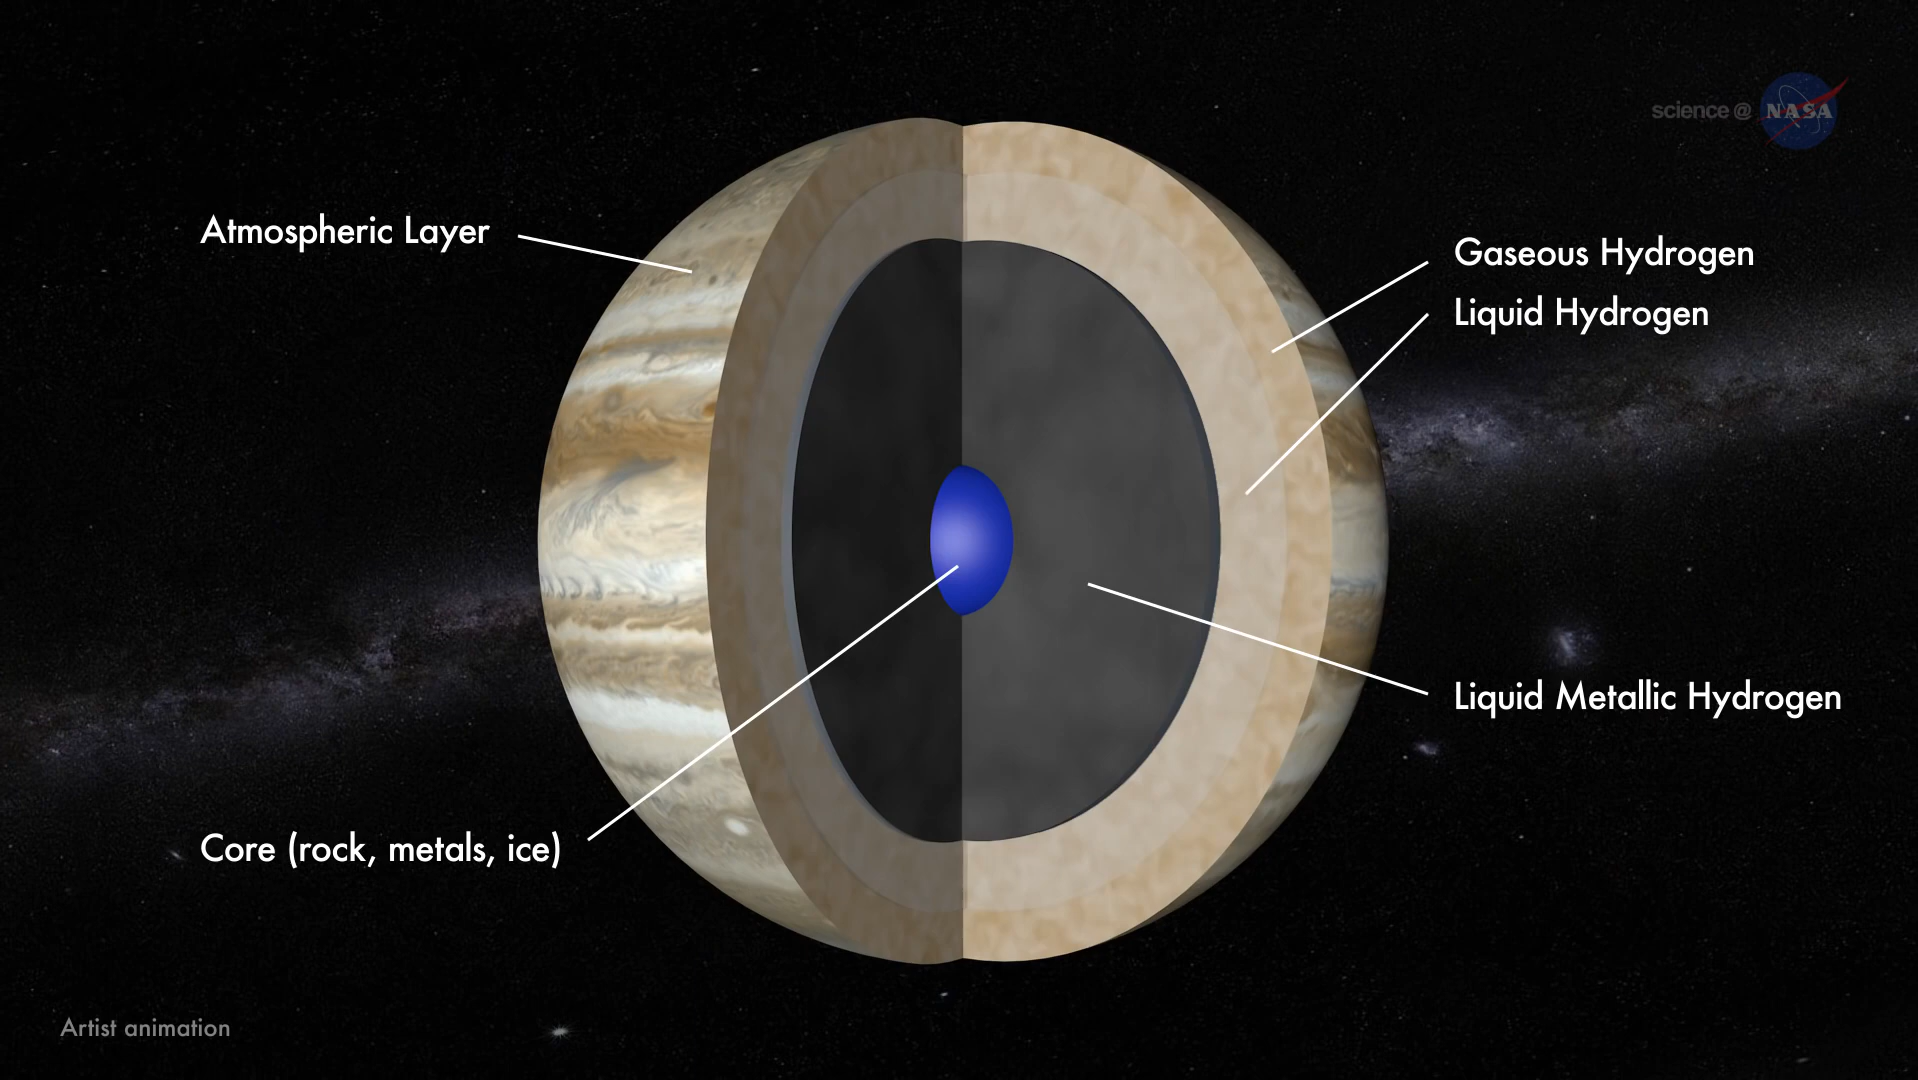 science @ NASA
Atmospheric Layer
Gaseous Hydrogen
Liquid Hydrogen
Liquid Metallic Hydrogen
Core (rock, metals, ice)
Artist animation